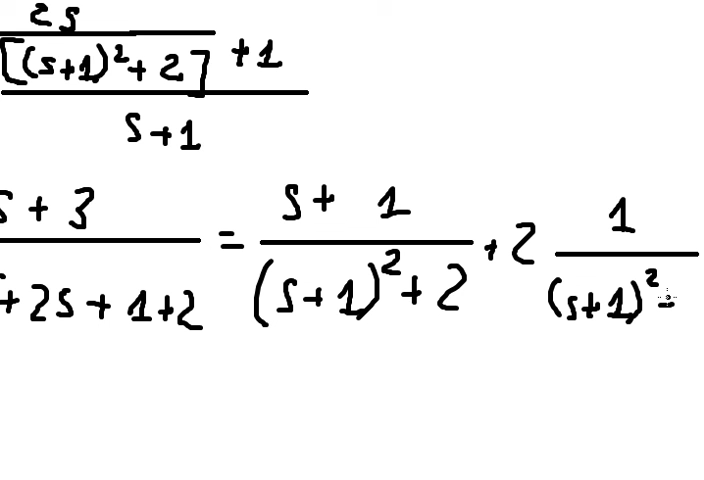 2s
[(s+1)²+2] +1
s+1
s + 3 = s + 1 + 2 1
+ 2s + 1 + 2 (s+1)² + 2 (s+1)² -